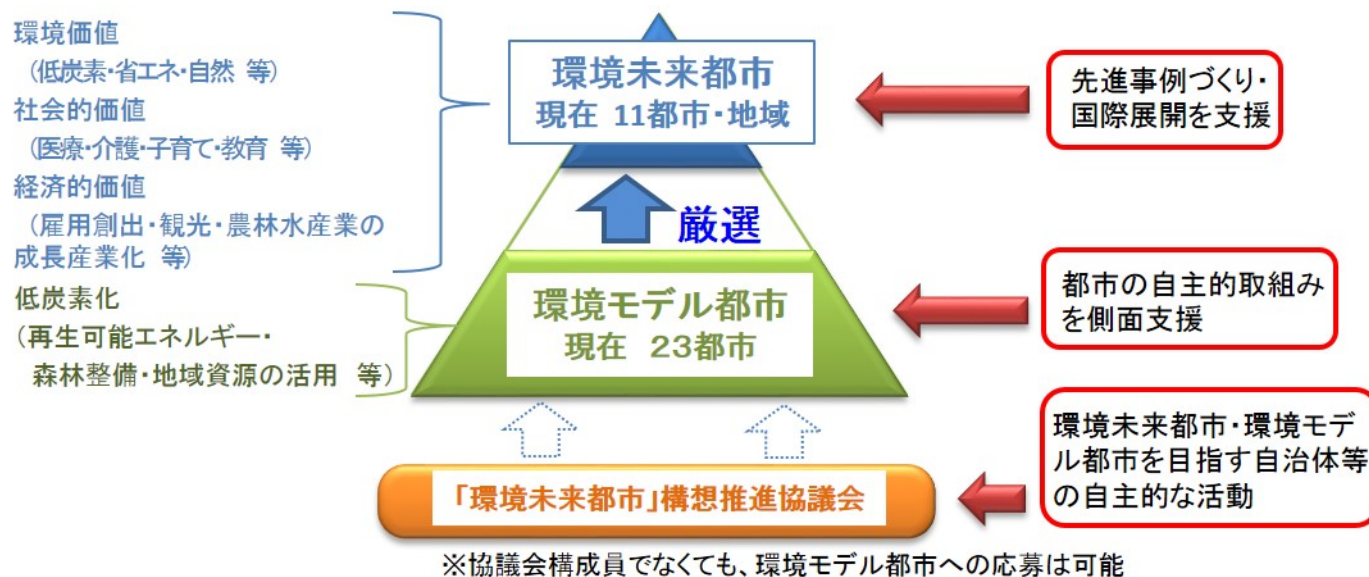 環境価値
（低炭素・省エネ・自然 等）
社会的価値
（医療・介護・子育て・教育 等）
経済的価値
（雇用創出・観光・農林水産業の
成長産業化 等）
低炭素化
（再生可能エネルギー・
森林整備・地域資源の活用 等）
環境未来都市
現在 11都市・地域
厳選
環境モデル都市
現在 23都市
「環境未来都市」構想推進協議会
先進事例づくり・
国際展開を支援
都市の自主的取組み
を側面支援
環境未来都市・環境モデ
ル都市を目指す自治体等
の自主的な活動
※協議会構成員でなくても、環境モデル都市への応募は可能